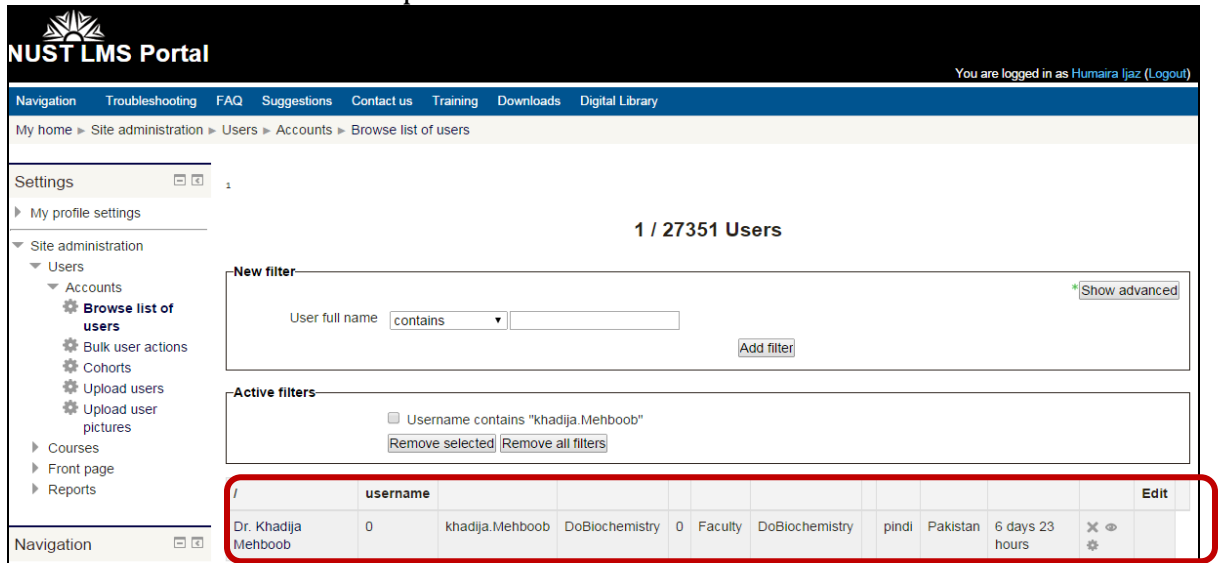 NUST LMS Portal
You are logged in as Humaira Ijaz (Logout)
Navigation Troubleshooting FAQ Suggestions Contact us Training Downloads Digital Library
My home ► Site administration ► Users ► Accounts ► Browse list of users
Settings
My profile settings
Site administration
Users
Accounts
Browse list of
users
Bulk user actions
Cohorts
Upload users
Upload user
pictures
Courses
Front page
Reports
Navigation
1
1 / 27351 Users
New filter
*Show advanced
User full name contains
Add filter
Active filters
Username contains "khadija.Mehboob"
Remove selected Remove all filters
/ username Edit
Dr. Khadija 0 khadija.Mehboob DoBiochemistry 0 Faculty DoBiochemistry pindi Pakistan 6 days 23
Mehboob hours